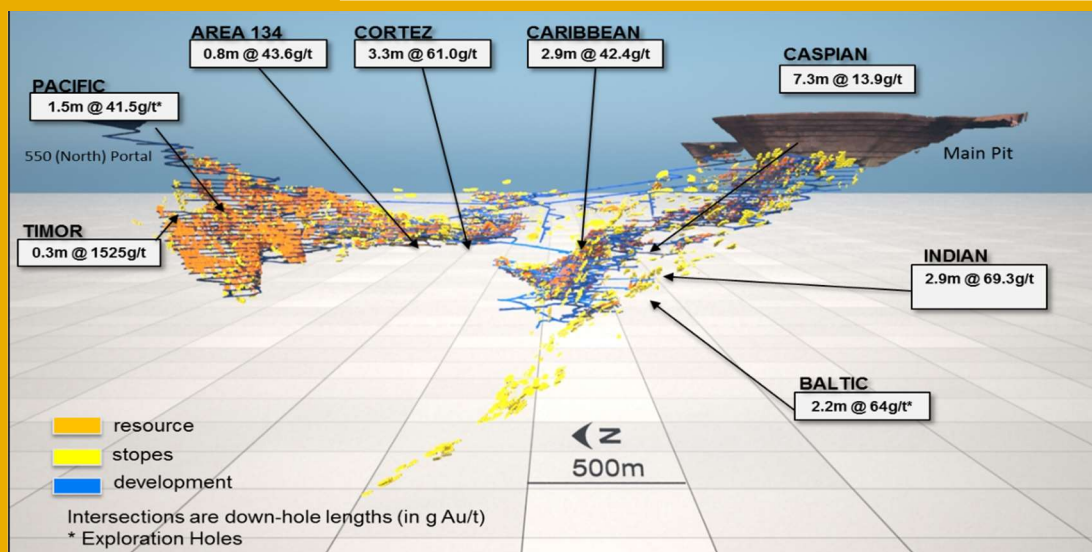 AREA 134
0.8m @ 43.6g/t
CORTEZ
3.3m @ 61.0g/t
CARIBBEAN
2.9m @ 42.4g/t
CASPIAN
7.3m @ 13.9g/t
PACIFIC
1.5m @ 41.5g/t*
550 (North) Portal
Main Pit
TIMOR
0.3m @ 1525g/t
INDIAN
2.9m @ 69.3g/t
BALTIC
2.2m @ 64g/t*
resource
stopes
development
N
500m
Intersections are down-hole lengths (in g Au/t)
* Exploration Holes